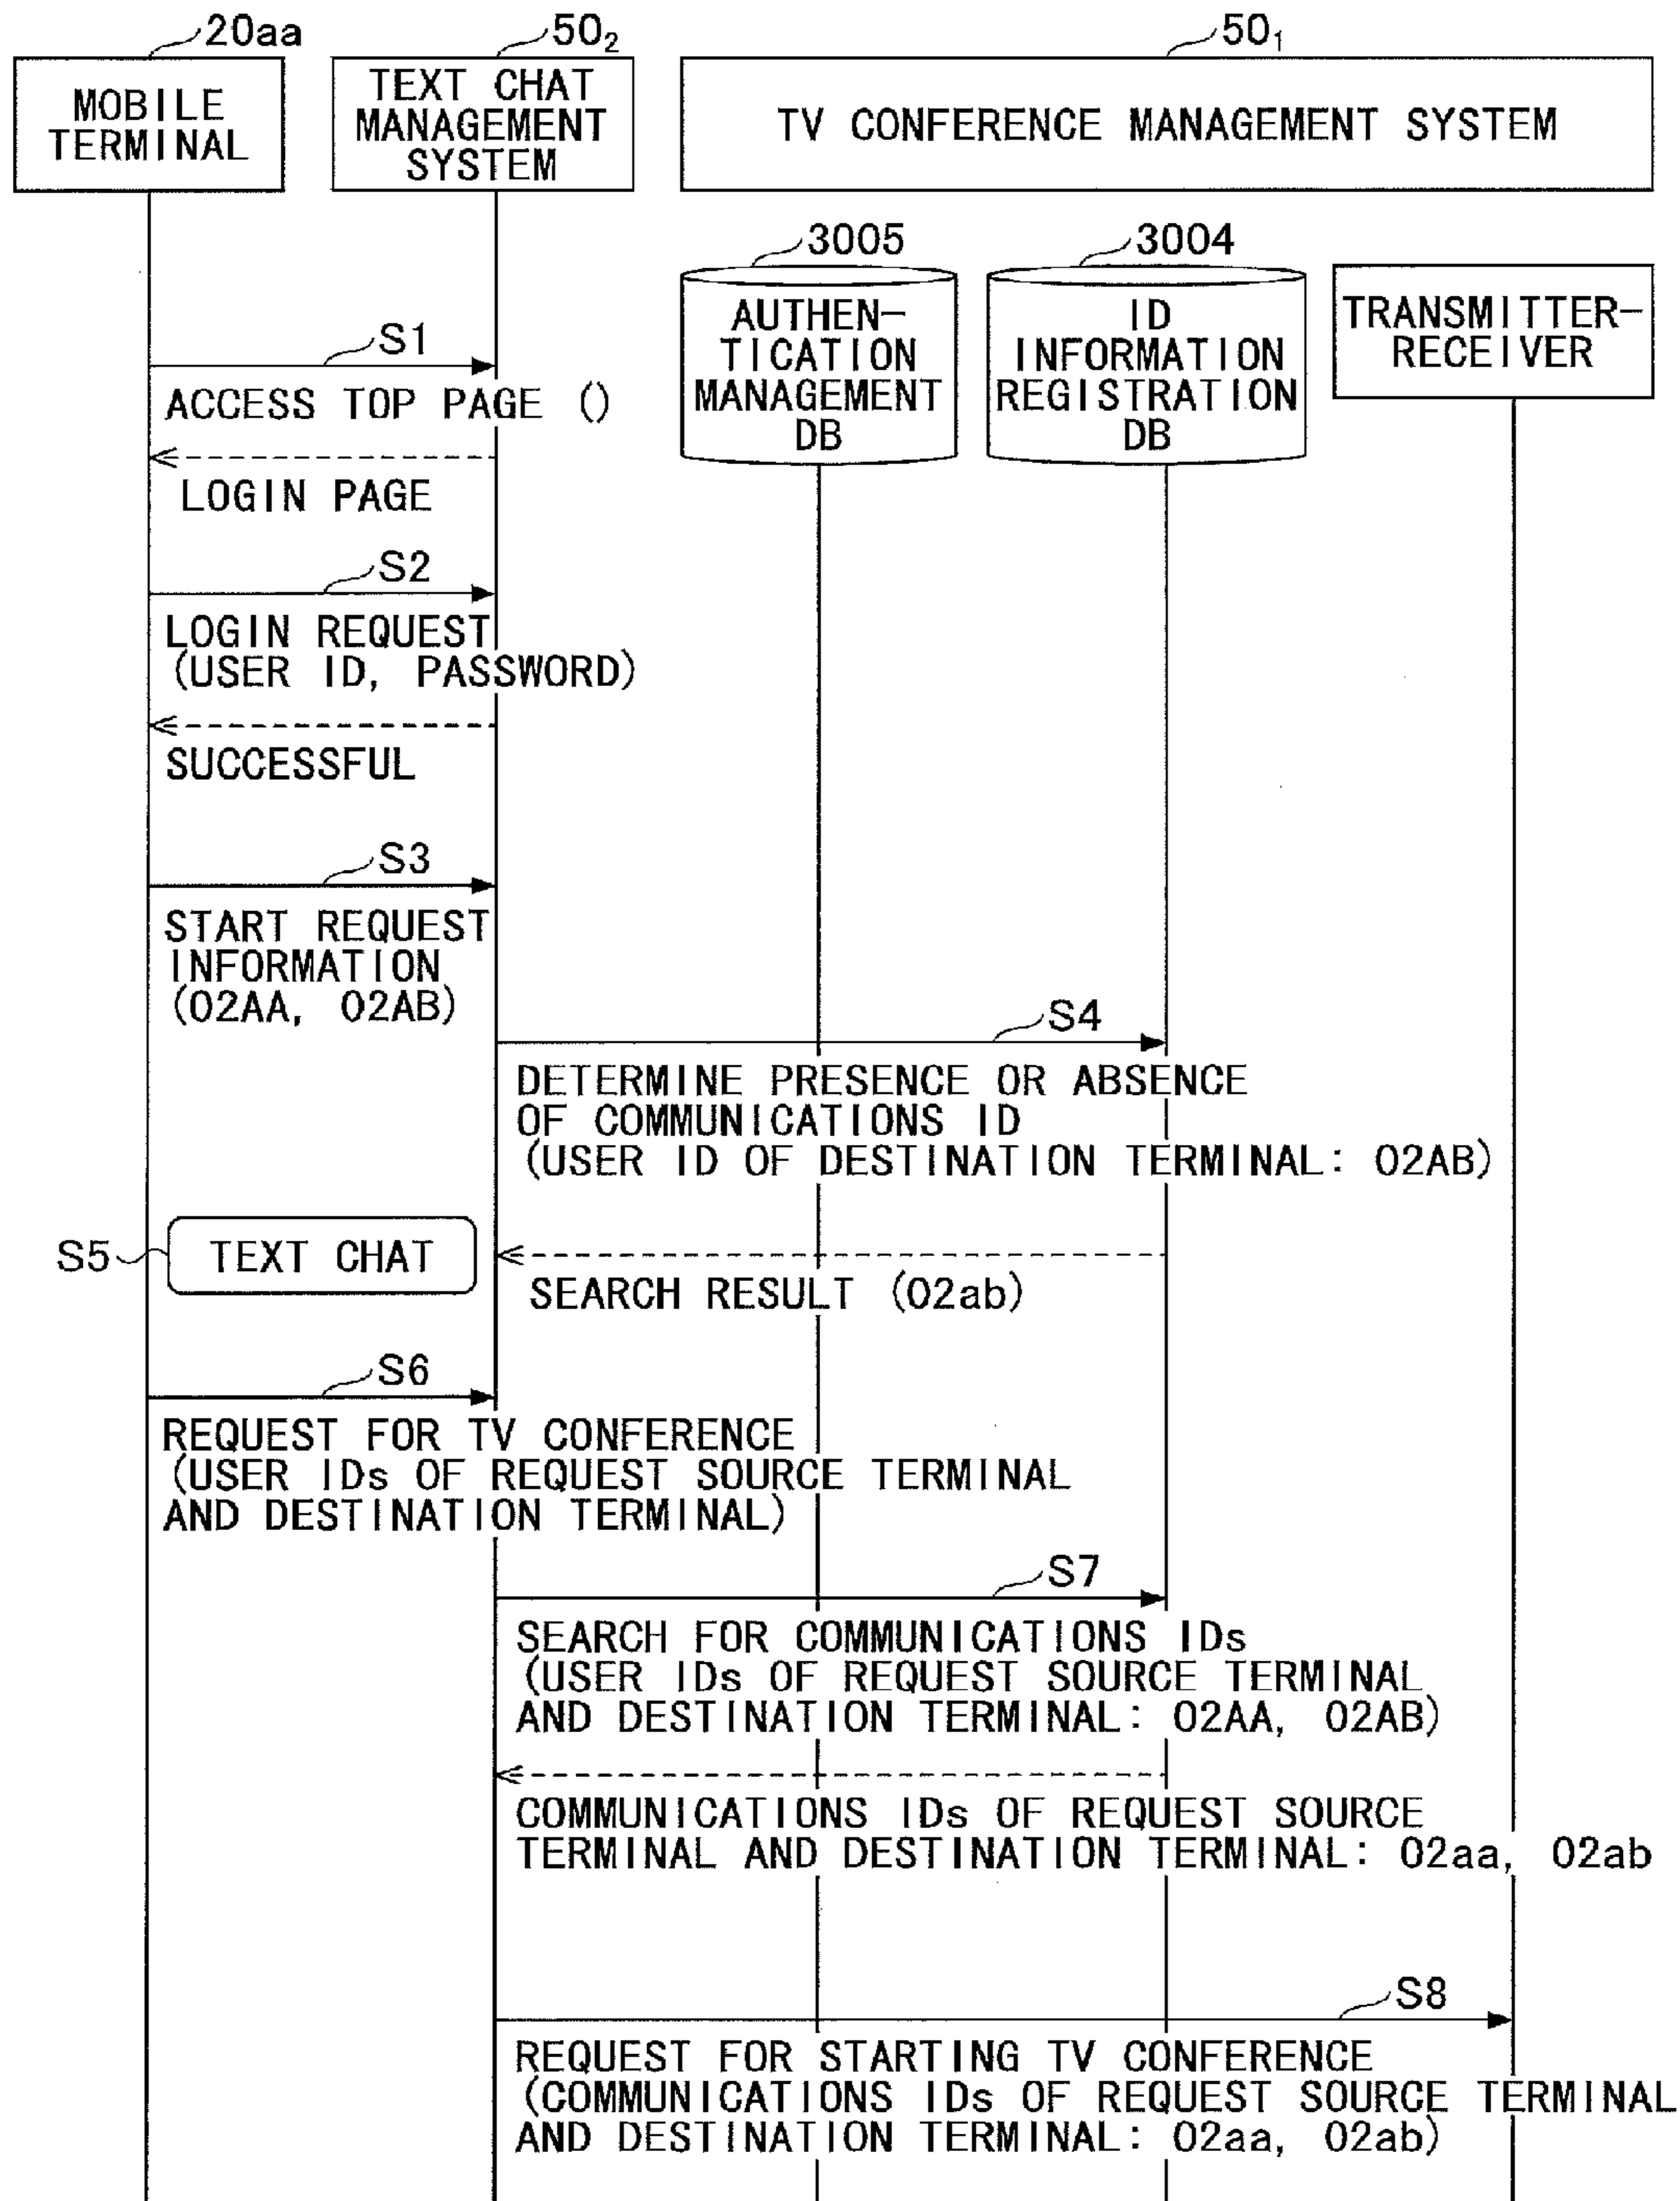 20aa
50₂
50₁
MOBILE
TERMINAL
TEXT CHAT
MANAGEMENT
SYSTEM
TV CONFERENCE MANAGEMENT SYSTEM
3005
3004
AUTHEN-
TICATION
MANAGEMENT
DB
ID
INFORMATION
REGISTRATION
DB
TRANSMITTER-
RECEIVER
S1
ACCESS TOP PAGE ()
LOGIN PAGE
S2
LOGIN REQUEST
(USER ID, PASSWORD)
SUCCESSFUL
S3
START REQUEST
INFORMATION
(02AA, 02AB)
S4
DETERMINE PRESENCE OR ABSENCE
OF COMMUNICATIONS ID
(USER ID OF DESTINATION TERMINAL: 02AB)
S5
TEXT CHAT
SEARCH RESULT (02ab)
S6
REQUEST FOR TV CONFERENCE
(USER IDs OF REQUEST SOURCE TERMINAL
AND DESTINATION TERMINAL)
S7
SEARCH FOR COMMUNICATIONS IDs
(USER IDs OF REQUEST SOURCE TERMINAL
AND DESTINATION TERMINAL: 02AA, 02AB)
COMMUNICATIONS IDs OF REQUEST SOURCE
TERMINAL AND DESTINATION TERMINAL: 02aa, 02ab
S8
REQUEST FOR STARTING TV CONFERENCE
(COMMUNICATIONS IDs OF REQUEST SOURCE TERMINAL
AND DESTINATION TERMINAL: 02aa, 02ab)